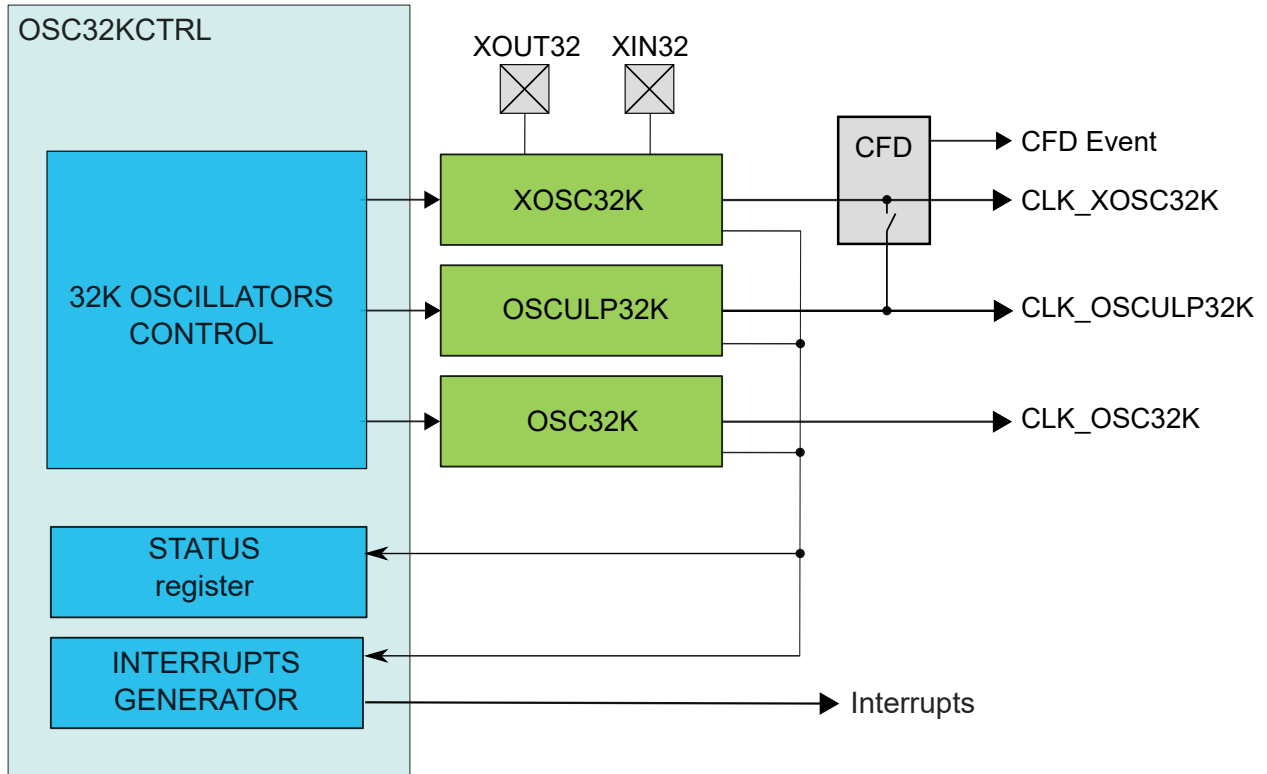 OSC32KCTRL
XOUT32
XIN32
CFD
CFD Event
32K OSCILLATORS
CONTROL
XOSC32K
CLK_XOSC32K
OSCULP32K
CLK_OSCULP32K
OSC32K
CLK_OSC32K
STATUS
register
INTERRUPTS
GENERATOR
Interrupts